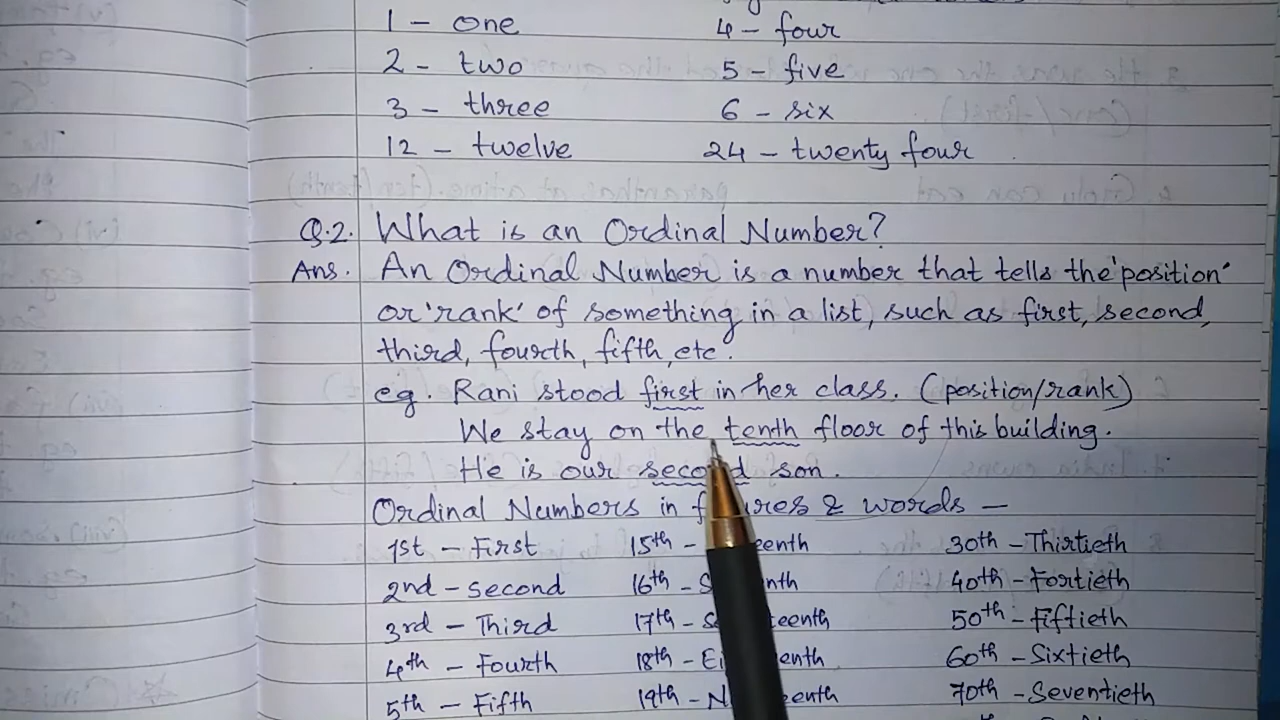 1 - one 4 - four
2 - two 5 - five
3 - three 6 - six
12 - twelve 24 - twenty four
Q.2. What is an Ordinal Number?
Ans. An Ordinal Number is a number that tells the 'position'
or 'rank' of something in a list, such as first, second,
third, fourth, fifth, etc.
eg. Rani stood first in her class. (position/rank)
We stay on the tenth floor of this building.
He is our second son.
Ordinal Numbers in & words -
1st - First 15th - 30th - Thirtieth
2nd - Second 16th - 40th - Fortieth
3rd - Third 17th - 50th - Fiftieth
4th - Fourth 18th - 60th - Sixtieth
5th - Fifth 19th - 70th - Seventieth